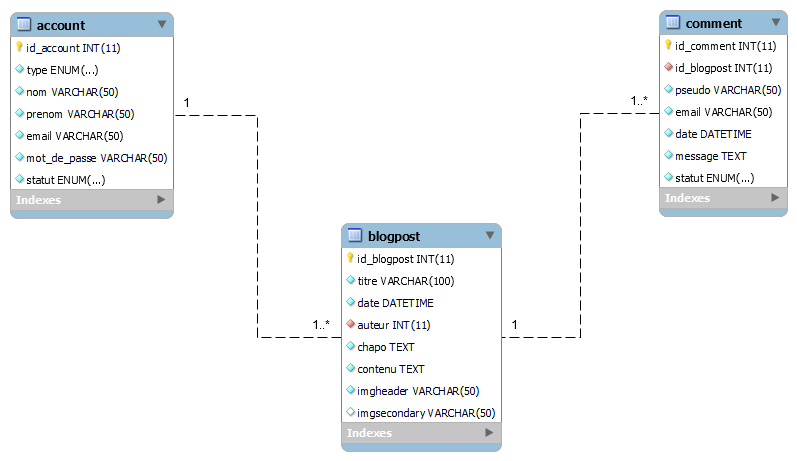 account
id_account INT(11)
type ENUM(...)
nom VARCHAR(50)
prenom VARCHAR(50)
email VARCHAR(50)
mot_de_passe VARCHAR(50)
statut ENUM(...)
Indexes
1
1..*
blogpost
id_blogpost INT(11)
titre VARCHAR(100)
date DATETIME
auteur INT(11)
chapo TEXT
contenu TEXT
imgheader VARCHAR(50)
imgsecondary VARCHAR(50)
Indexes
1
1..*
comment
id_comment INT(11)
id_blogpost INT(11)
pseudo VARCHAR(50)
email VARCHAR(50)
date DATETIME
message TEXT
statut ENUM(...)
Indexes